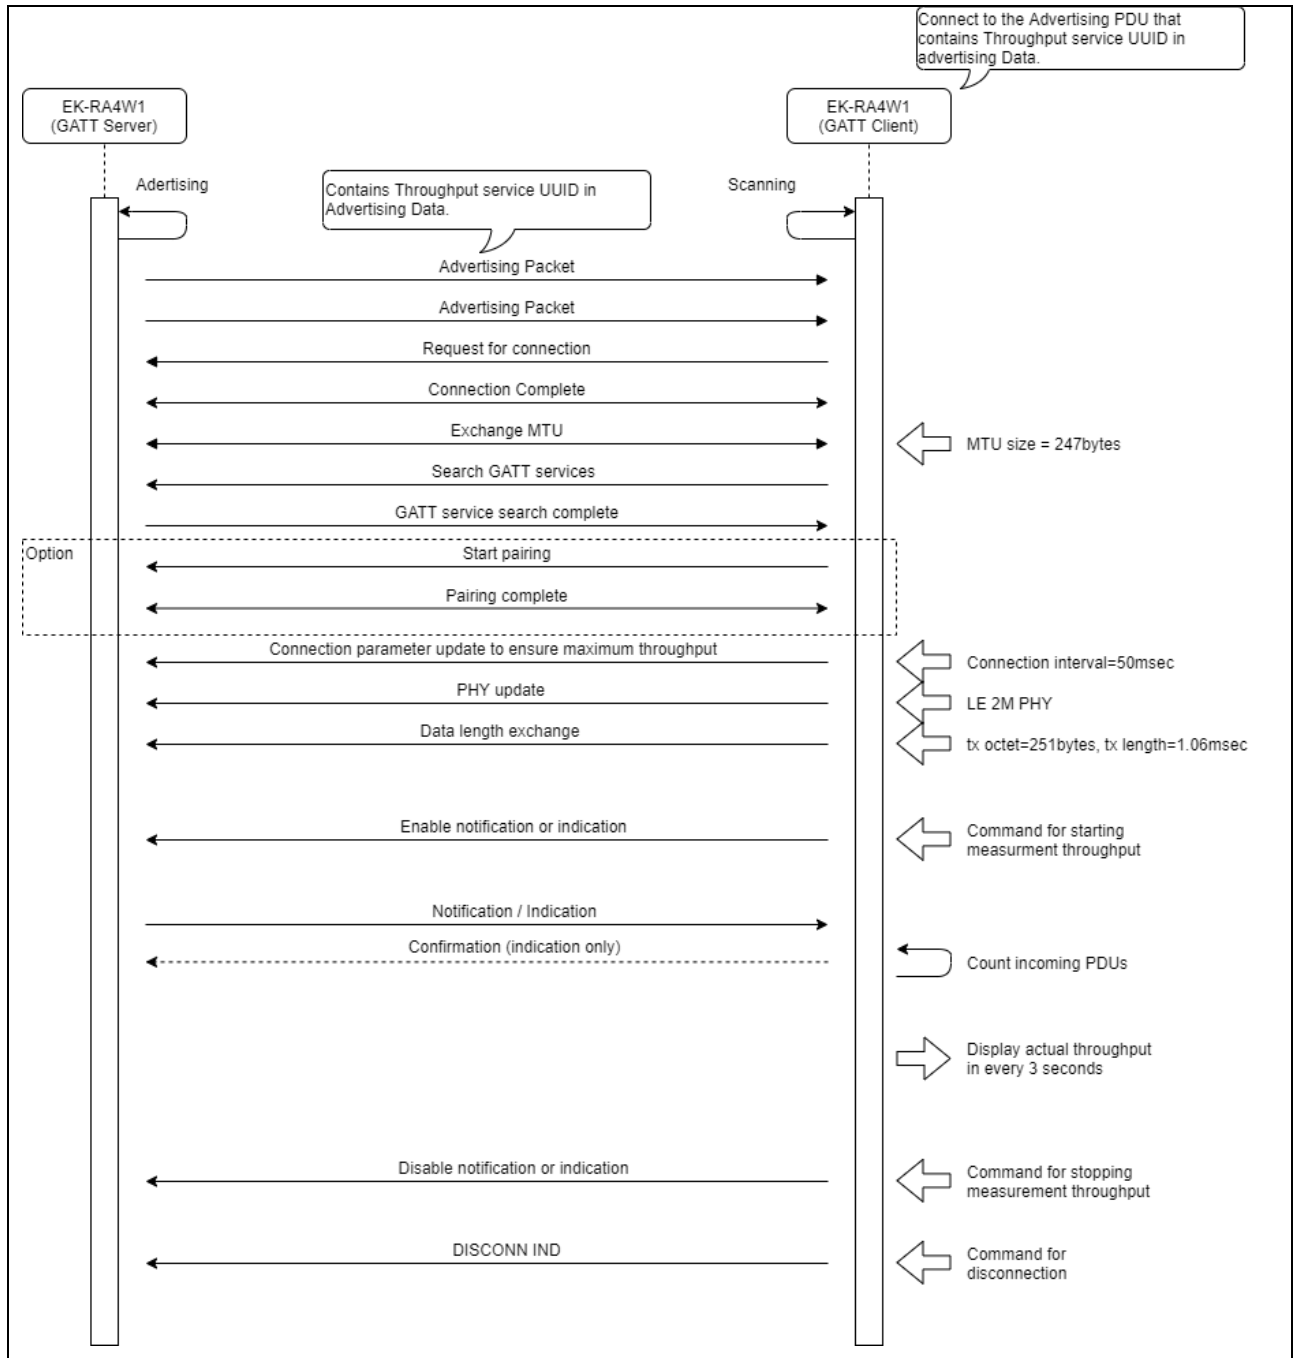 Connect to the Advertising PDU that
contains Throughput service UUID in
advertising Data.
EK-RA4W1
(GATT Server)
EK-RA4W1
(GATT Client)
Adertising
Contains Throughput service UUID in
Advertising Data.
Scanning
Advertising Packet
Advertising Packet
Request for connection
Connection Complete
Exchange MTU
MTU size = 247bytes
Search GATT services
GATT service search complete
Option
Start pairing
Pairing complete
Connection parameter update to ensure maximum throughput
Connection interval=50msec
PHY update
LE 2M PHY
Data length exchange
tx octet=251bytes, tx length=1.06msec
Enable notification or indication
Command for starting
measurment throughput
Notification / Indication
Confirmation (indication only)
Count incoming PDUs
Display actual throughput
in every 3 seconds
Disable notification or indication
Command for stopping
measurement throughput
DISCONN IND
Command for
disconnection